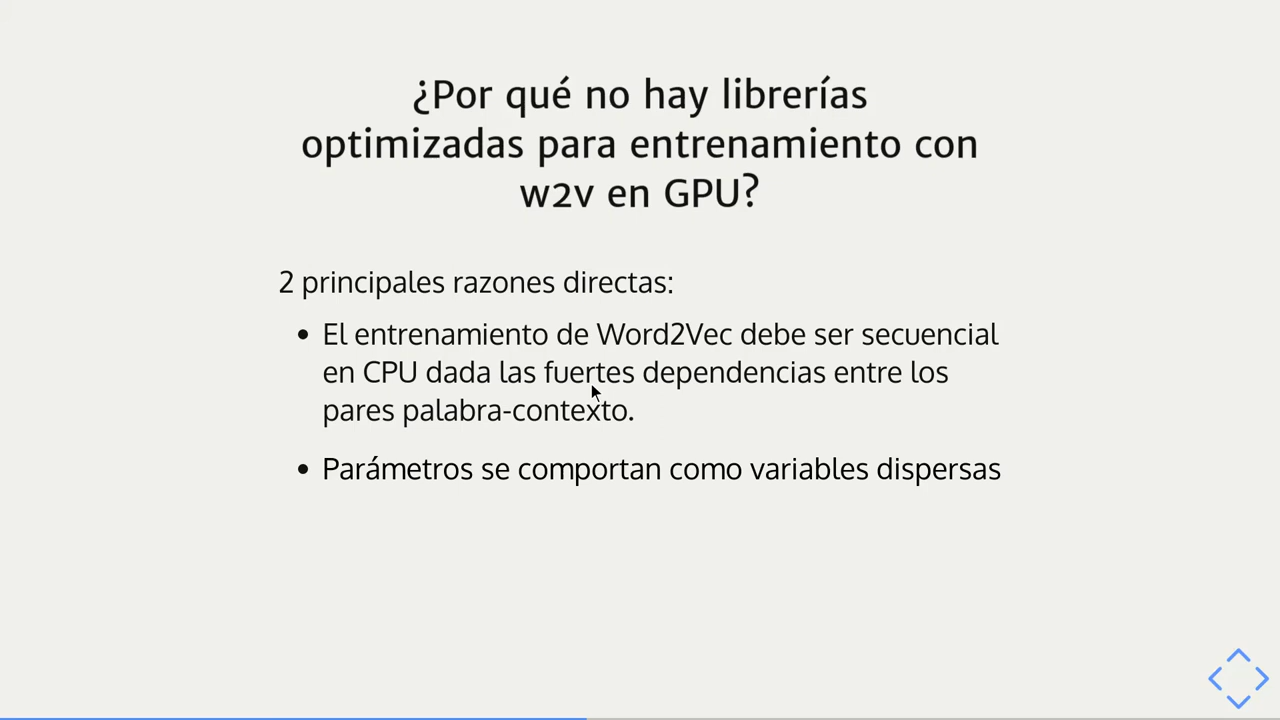 ¿Por qué no hay librerías
optimizadas para entrenamiento con
w2v en GPU?
2 principales razones directas:
• El entrenamiento de Word2Vec debe ser secuencial
en CPU dada las fuertes dependencias entre los
pares palabra-contexto.
• Parámetros se comportan como variables dispersas